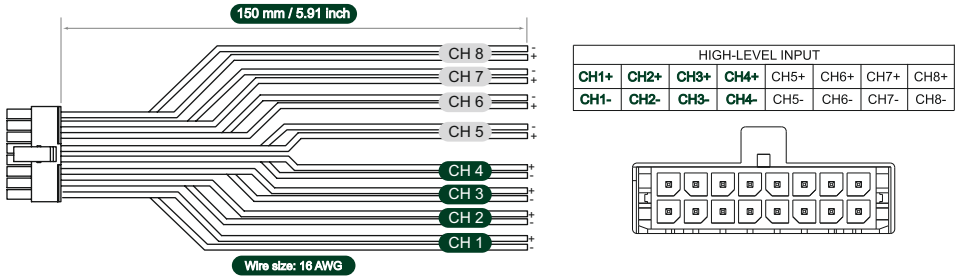 150 mm / 5.91 inch
CH 8 -
+
CH 7 -
+
CH 6 -
+
CH 5 -
+
CH 4 +
-
CH 3 +
-
CH 2 +
-
CH 1 +
-
Wire size: 16 AWG
HIGH-LEVEL INPUT
CH1+ CH2+ CH3+ CH4+ CH5+ CH6+ CH7+ CH8+
CH1- CH2- CH3- CH4- CH5- CH6- CH7- CH8-